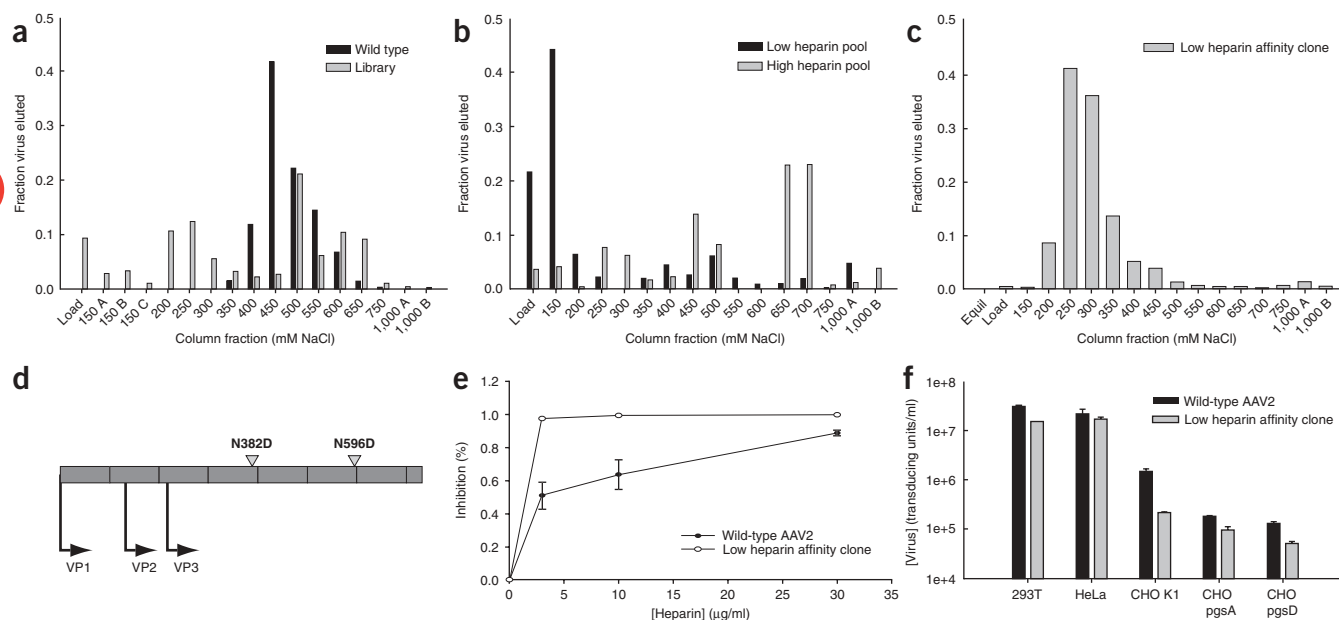 a
0.5
0.4
0.3
0.2
0.1
0.0
Fraction virus eluted
Wild type
Library
Load
150 A
150 B
150 C
200
250
300
350
400
450
500
550
600
650
750
1,000 A
1,000 B
Column fraction (mM NaCl)
b
0.5
0.4
0.3
0.2
0.1
0.0
Fraction virus eluted
Low heparin pool
High heparin pool
Load
150
200
250
300
350
400
450
500
550
600
650
700
750
1,000 A
1,000 B
Column fraction (mM NaCl)
c
0.5
0.4
0.3
0.2
0.1
0.0
Fraction virus eluted
Low heparin affinity clone
Equil
Load
150
200
250
300
350
400
450
500
550
600
650
700
750
1,000 A
1,000 B
Column fraction (mM NaCl)
d
N382D
N596D
VP1
VP2
VP3
e
1.2
1.0
0.8
0.6
0.4
0.2
0.0
Inhibition (%)
Wild-type AAV2
Low heparin affinity clone
0
5
10
15
20
25
30
35
[Heparin] (µg/ml)
f
1e+8
1e+7
1e+6
1e+5
1e+4
[Virus] (transducing units/ml)
Wild-type AAV2
Low heparin affinity clone
293T
HeLa
CHO K1
CHO
pgsA
CHO
pgsD